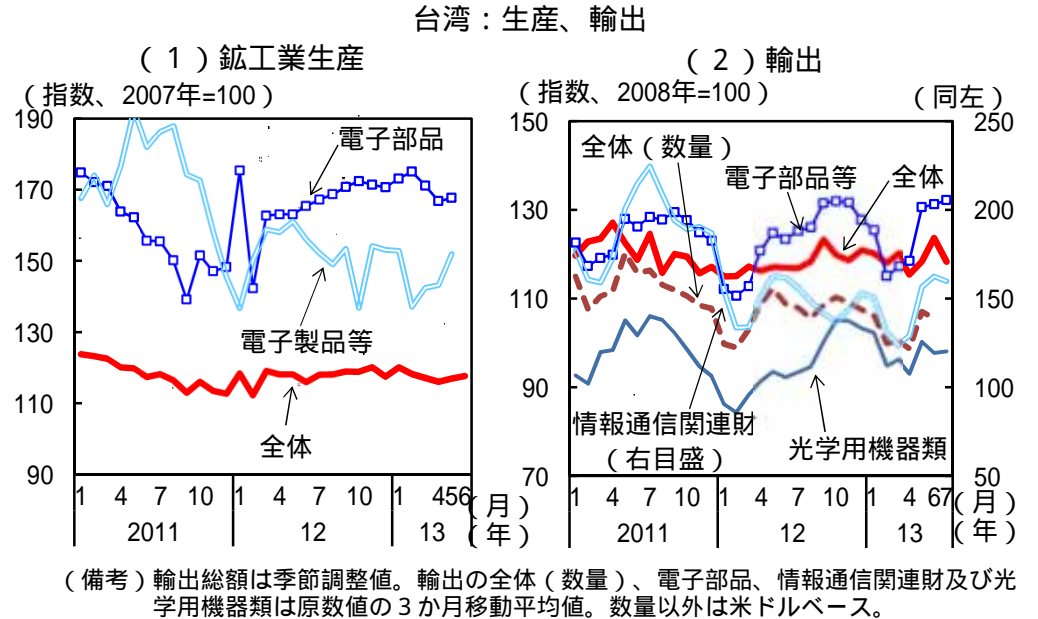 台湾：生産、輸出
（１）鉱工業生産
（指数、2007年=100）
190
170
150
130
110
90
電子部品
電子製品等
全体
1 4 7 10 1 4 7 10 1 456
（月）
2011 12 13
（年）
（２）輸出
（指数、2008年=100）
（同左）
150
130
110
90
70
250
200
150
100
50
全体（数量）
電子部品等
全体
情報通信関連財
（右目盛）
光学用機器類
1 4 7 10 1 4 7 10 1 4 67
（月）
2011 12 13
（年）
（備考）輸出総額は季節調整値。輸出の全体（数量）、電子部品、情報通信関連財及び光
学用機器類は原数値の３か月移動平均値。数量以外は米ドルベース。